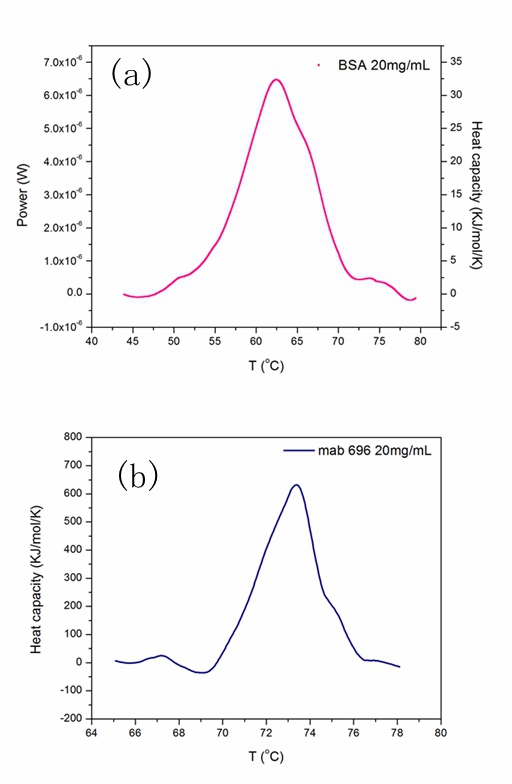 (a)
BSA 20mg/mL
7.0x10⁻⁶
6.0x10⁻⁶
5.0x10⁻⁶
4.0x10⁻⁶
3.0x10⁻⁶
2.0x10⁻⁶
1.0x10⁻⁶
0.0
-1.0x10⁻⁶
Power (W)
35
30
25
20
15
10
5
0
-5
Heat capacity (KJ/mol/K)
40 45 50 55 60 65 70 75 80
T (°C)
(b)
mab 696 20mg/mL
800
700
600
500
400
300
200
100
0
-100
-200
Heat capacity (KJ/mol/K)
64 66 68 70 72 74 76 78 80
T (°C)